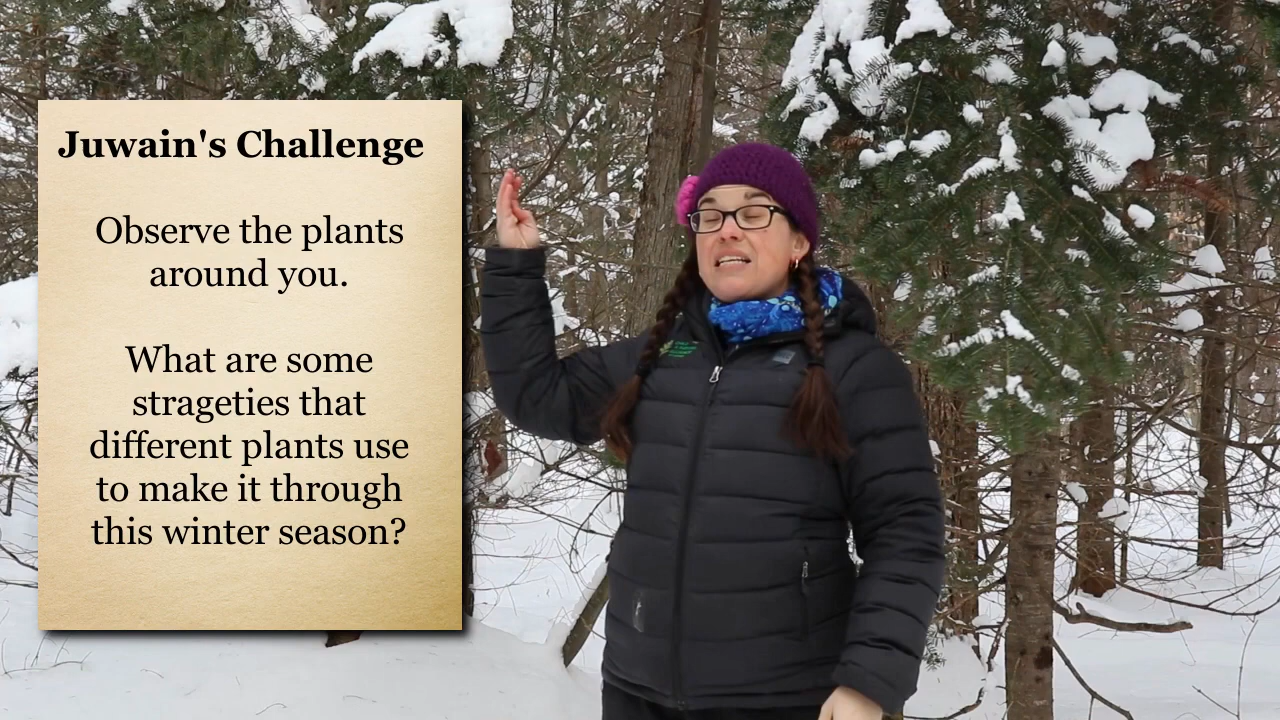 Juwain's Challenge
Observe the plants
around you.
What are some
strageties that
different plants use
to make it through
this winter season?